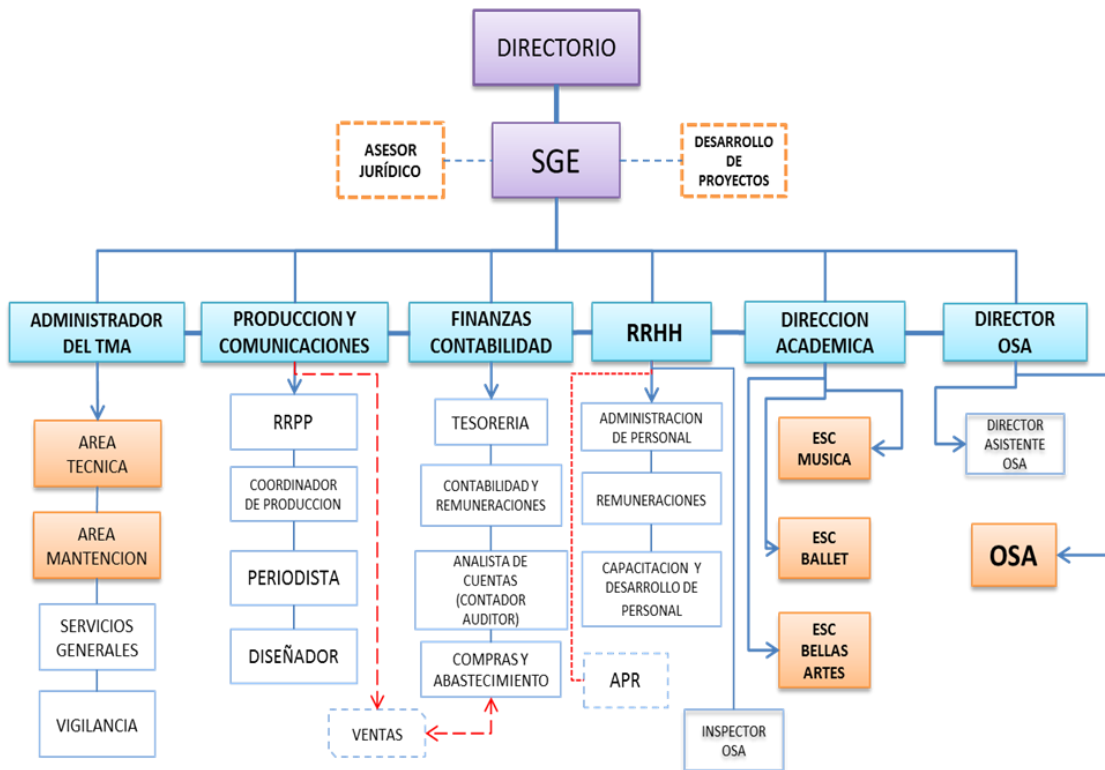 DIRECTORIO
ASESOR
JURÍDICO
SGE
DESARROLLO
DE
PROYECTOS
ADMINISTRADOR
DEL TMA
PRODUCCION Y
COMUNICACIONES
FINANZAS
CONTABILIDAD
RRHH
DIRECCION
ACADEMICA
DIRECTOR
OSA
AREA
TECNICA
AREA
MANTENCION
SERVICIOS
GENERALES
VIGILANCIA
RRPP
COORDINADOR
DE PRODUCCION
PERIODISTA
DISEÑADOR
VENTAS
TESORERIA
CONTABILIDAD Y
REMUNERACIONES
ANALISTA DE
CUENTAS
(CONTADOR
AUDITOR)
COMPRAS Y
ABASTECIMIENTO
ADMINISTRACION
DE PERSONAL
REMUNERACIONES
CAPACITACION Y
DESARROLLO DE
PERSONAL
APR
INSPECTOR
OSA
ESC
MUSICA
ESC
BALLET
ESC
BELLAS
ARTES
DIRECTOR
ASISTENTE
OSA
OSA